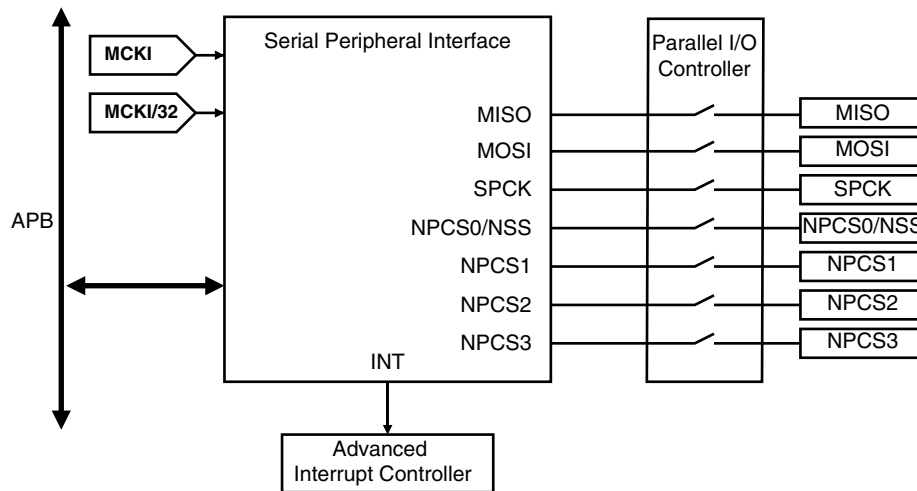 Serial Peripheral Interface
Parallel I/O
Controller
MCKI
MCKI/32
APB
MISO
MOSI
SPCK
NPCS0/NSS
NPCS1
NPCS2
NPCS3
INT
MISO
MOSI
SPCK
NPCS0/NSS
NPCS1
NPCS2
NPCS3
Advanced
Interrupt Controller